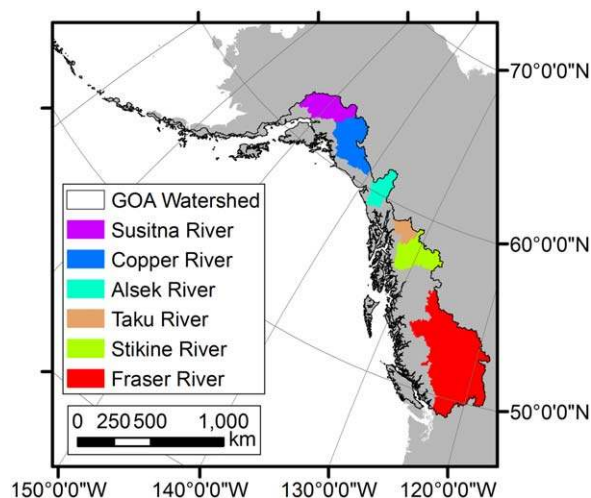 70°0'0"N
GOA Watershed
Susitna River
Copper River
Alsek River
Taku River
Stikine River
Fraser River
60°0'0"N
0 250 500 1,000
km
50°0'0"N
150°0'0"W 140°0'0"W 130°0'0"W 120°0'0"W